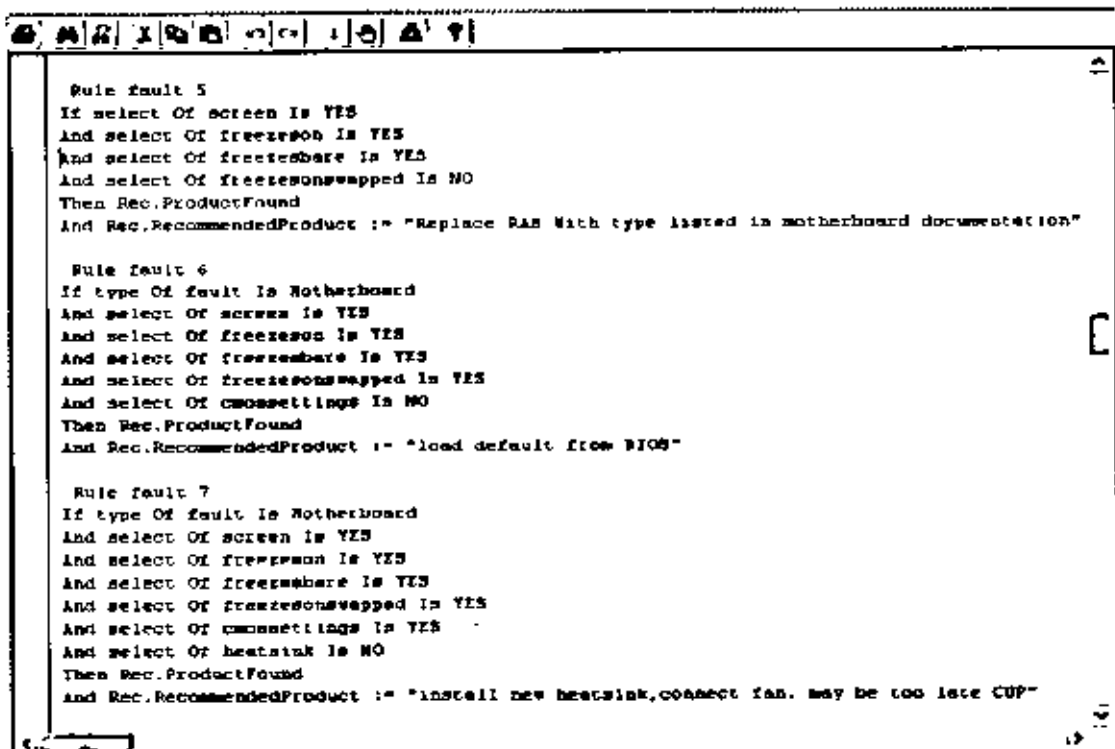 Rule fault 5
If select Of screen Is YES
And select Of freezeson Is YES
And select Of freezesbare Is YES
And select Of freezesonswapped Is NO
Then Rec.ProductFound
And Rec.RecommendedProduct := "Replace RAM With type listed in motherboard documentation"
Rule fault 6
If type Of fault Is Motherboard
And select Of screen Is YES
And select Of freezeson Is YES
And select Of freezesbare Is YES
And select Of freezesonswapped Is YES
And select Of cmossettings Is NO
Then Rec.ProductFound
And Rec.RecommendedProduct := "load default from BIOS"
Rule fault 7
If type Of fault Is Motherboard
And select Of screen Is YES
And select Of freezeson Is YES
And select Of freezesbare Is YES
And select Of freezesonswapped Is YES
And select Of cmossettings Is YES
And select Of heatsink Is NO
Then Rec.ProductFound
And Rec.RecommendedProduct := "install new heatsink,connect fan. may be too late CUP"